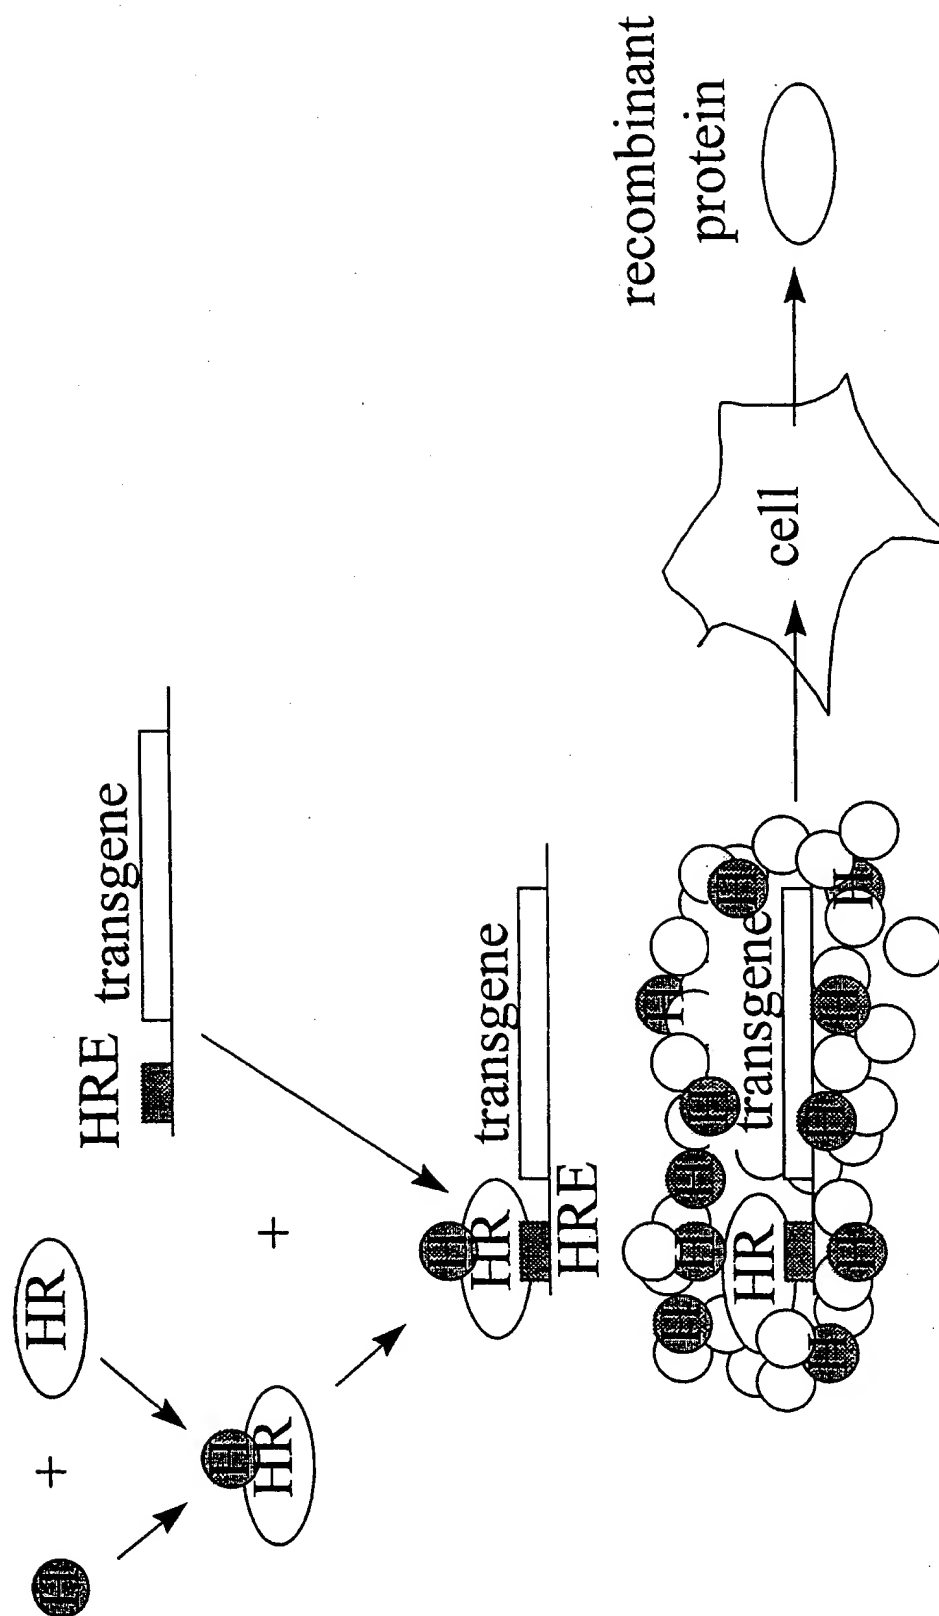 H + HR
HRE transgene
H
HR +
H
HR transgene
HRE
recombinant
protein
H
H
H
H
H
H
HR transgene
cell
H
H
H
H
H